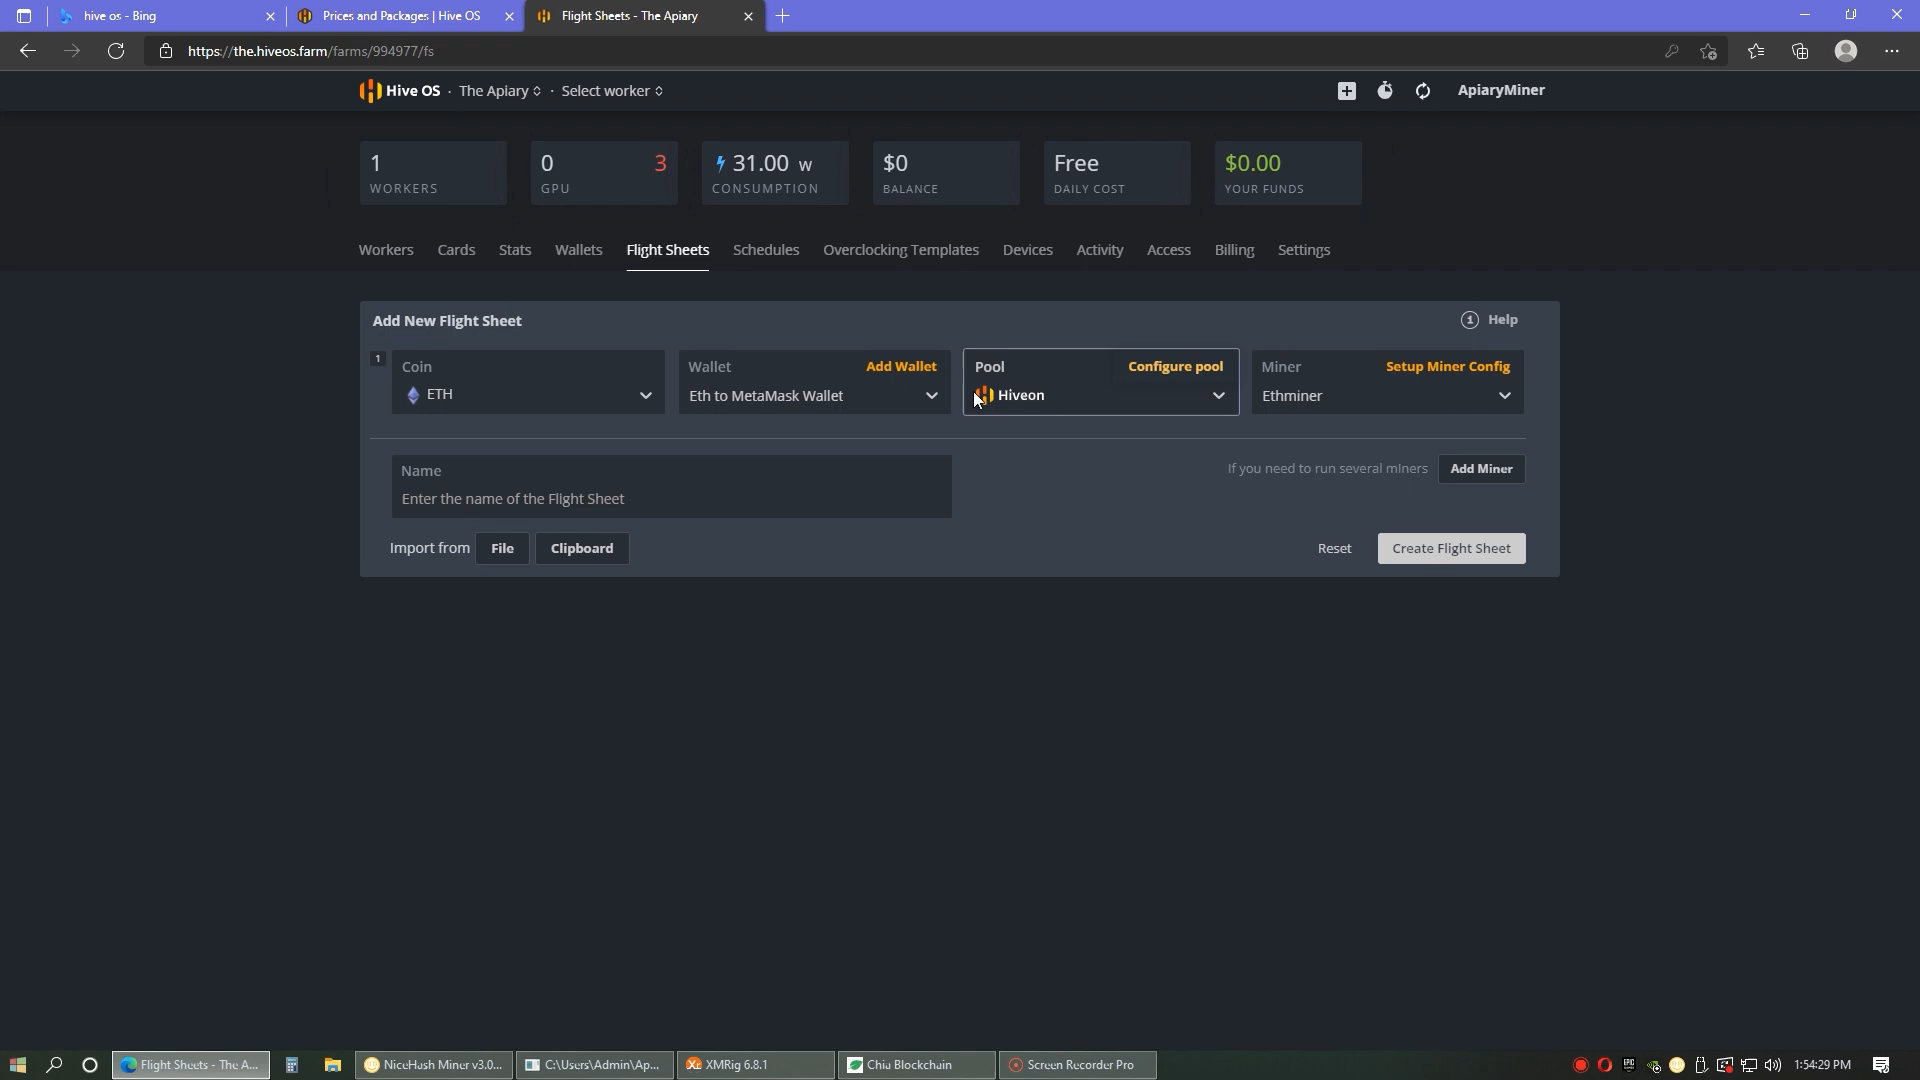 hive os - Bing
Prices and Packages | Hive OS
Flight Sheets - The Apiary
https://the.hiveos.farm/farms/994977/fs
Hive OS · The Apiary · Select worker
ApiaryMiner
1
WORKERS
0 3
GPU
31.00 w
CONSUMPTION
$0
BALANCE
Free
DAILY COST
$0.00
YOUR FUNDS
Workers Cards Stats Wallets Flight Sheets Schedules Overclocking Templates Devices Activity Access Billing Settings
Add New Flight Sheet
Help
1
Coin
ETH
Wallet Add Wallet
Eth to MetaMask Wallet
Pool Configure pool
Hiveon
Miner Setup Miner Config
Ethminer
Name
Enter the name of the Flight Sheet
If you need to run several miners Add Miner
Import from File Clipboard
Reset Create Flight Sheet
Flight Sheets - The A...
NiceHush Miner v3.0...
C:\Users\Admin\Ap...
XMRig 6.8.1
Chia Blockchain
Screen Recorder Pro
1:54:29 PM